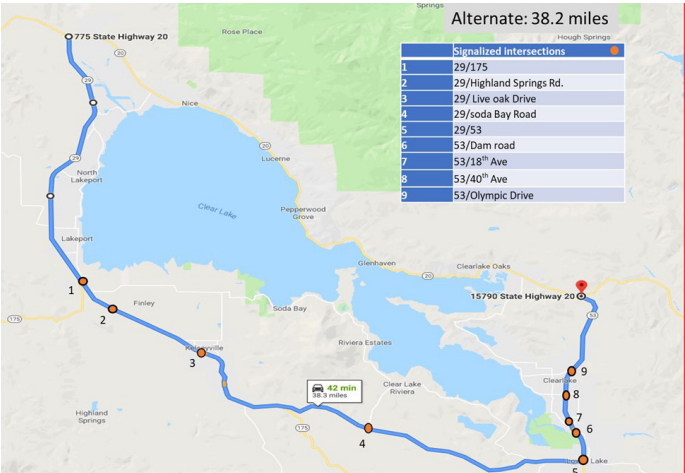 Springs
Alternate: 38.2 miles
Rose Place
Hough Springs
775 State Highway 20
20
Signalized intersections
1 29/175
2 29/Highland Springs Rd.
3 29/ Live oak Drive
4 29/soda Bay Road
5 29/53
6 53/Dam road
7 53/18th Ave
8 53/40th Ave
9 53/Olympic Drive
29
Nice
20
Lucerne
29
North
Lakeport
Clear Lake
Pepperwood
Grove
Lakeport
Glenhaven
20
Clearlake Oaks
15790 State Highway 20
53
1
2
Finley
Soda Bay
175
Kelseyville
3
Riviera Estates
9
Clearlake
8
42 min
38.3 miles
Clear Lake
Riviera
7
6
Highland
Springs
175
4
5
Lake